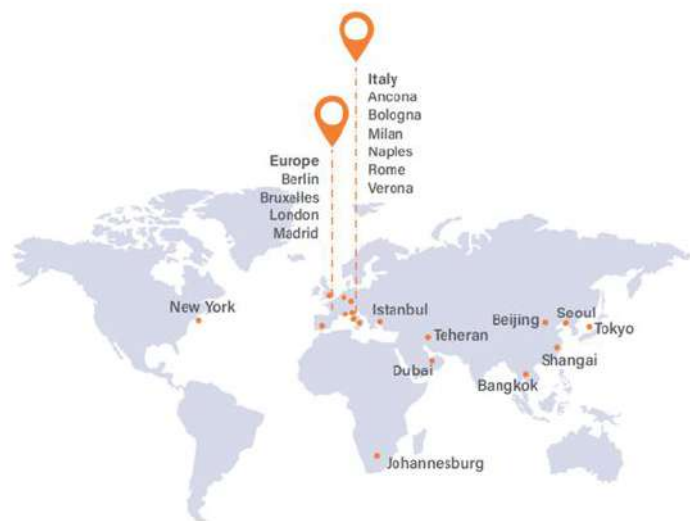 Italy
Ancona
Bologna
Milan
Naples
Rome
Verona
Europe
Berlin
Bruxelles
London
Madrid
New York
Istanbul
Teheran
Dubai
Beijing
Seoul
Tokyo
Shangai
Bangkok
Johannesburg